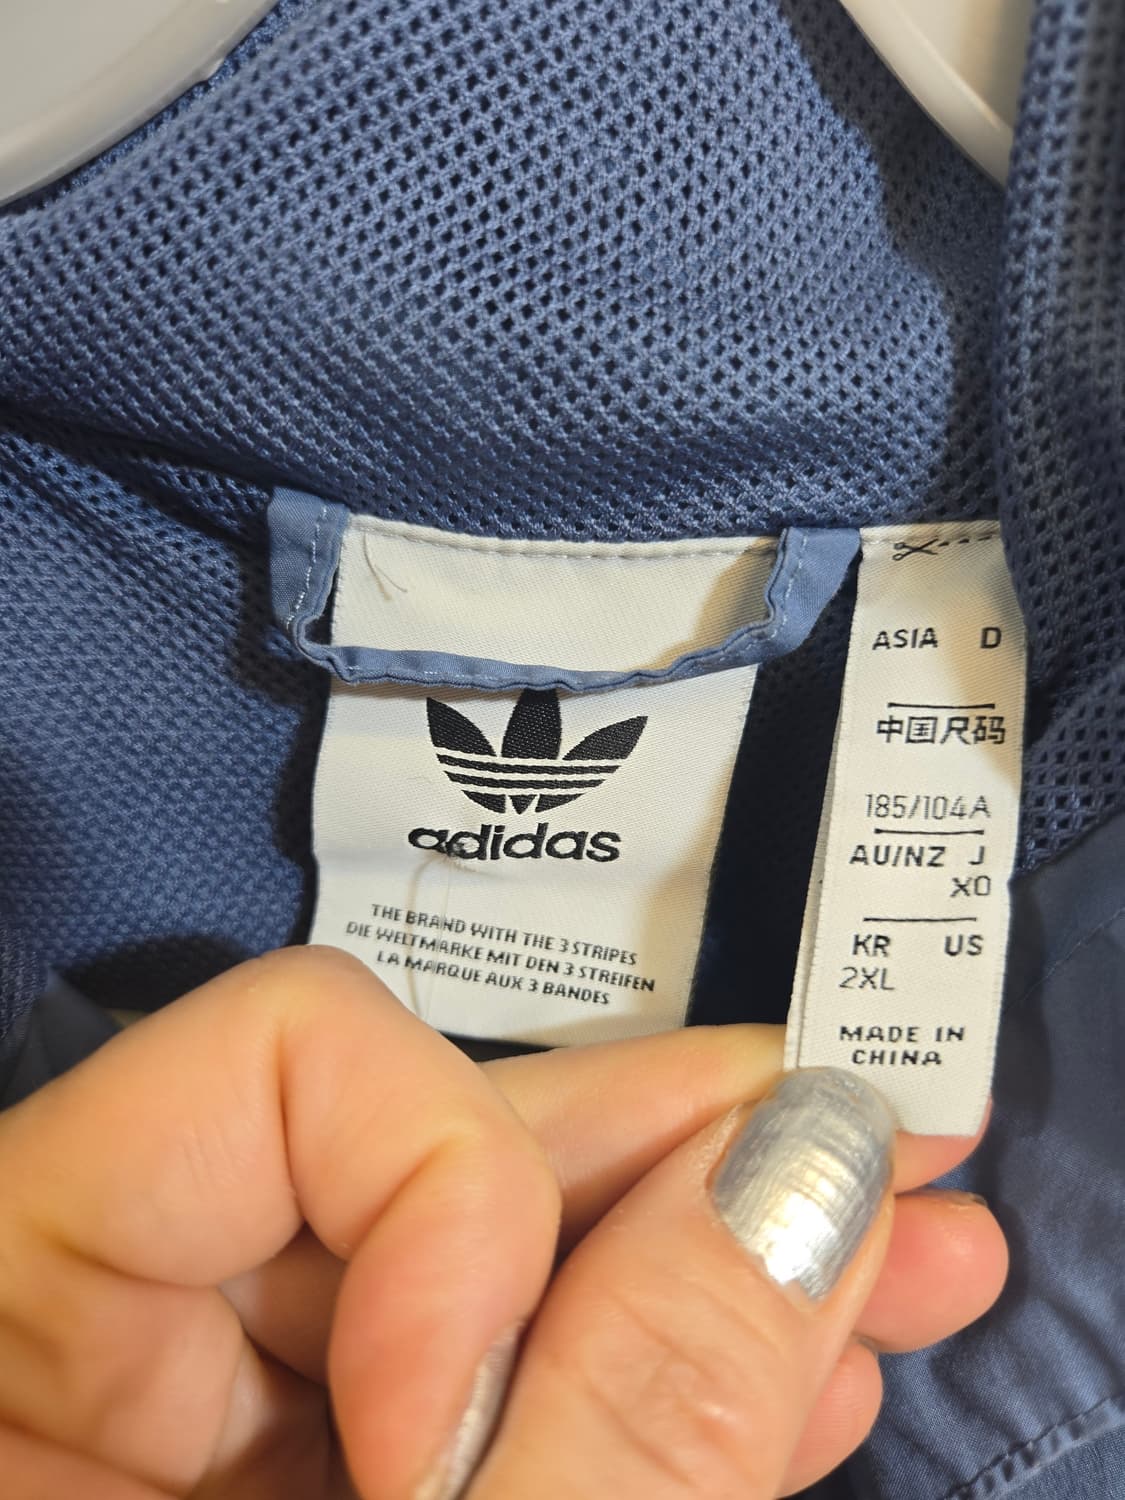 adidas
THE BRAND WITH THE 3 STRIPES
DIE WELTMARKE MIT DEN 3 STREIFEN
LA MARQUE AUX 3 BANDES
ASIA D
中国尺码
185/104A
AU/NZ J
XO
KR US
2XL
MADE IN
CHINA